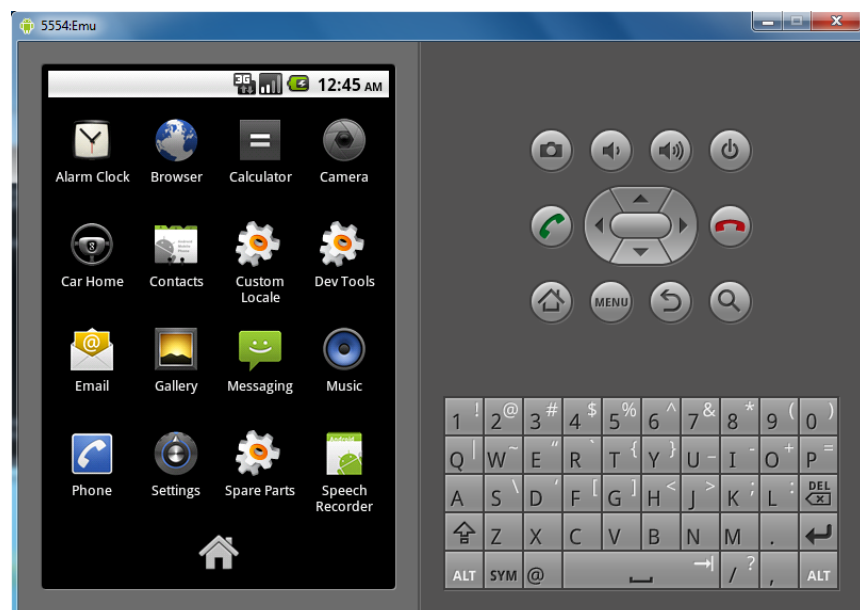 5554:Emu
3G 12:45 AM
Alarm Clock Browser Calculator Camera
Car Home Contacts Custom Locale Dev Tools
Email Gallery Messaging Music
Phone Settings Spare Parts Speech Recorder
MENU
1 ! 2 @ 3 # 4 $ 5 % 6 ^ 7 & 8 * 9 ( 0 )
Q | W ~ E " R ` T { Y } U - I - O + P =
A S \ D ' F [ G ] H < J > K ; L : DEL
Z X C V B N M .
ALT SYM @ / ? , ALT